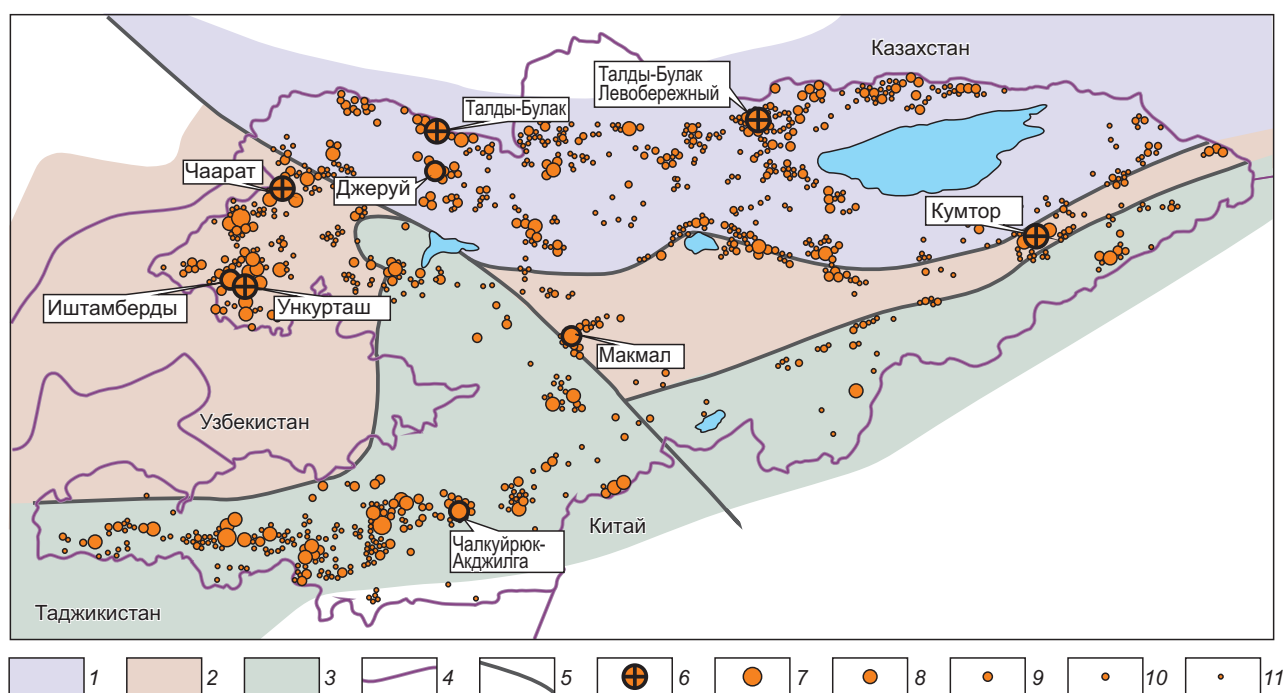 Казахстан
Талды-Булак
Левобережный
Талды-Булак
Чаарат
Джеруй
Кумтор
Иштамберды
Ункурташ
Макмал
Узбекистан
Китай
Чалкуйрюк-
Акджилга
Таджикистан
1 2 3 4 5 6 7 8 9 10 11